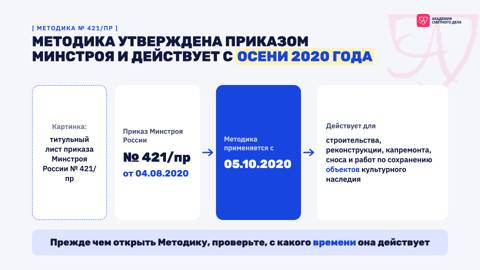 [ МЕТОДИКА № 421/ПР ]
АКАДЕМИЯ
СМЕТНОГО ДЕЛА
МЕТОДИКА УТВЕРЖДЕНА ПРИКАЗОМ
МИНСТРОЯ И ДЕЙСТВУЕТ С ОСЕНИ 2020 ГОДА
Картинка:
титульный
лист приказа
Минстроя
России № 421/
пр
Приказ Минстроя
России
№ 421/пр
от 04.08.2020
→
Методика
применяется с
05.10.2020
→
Действует для
строительства,
реконструкции, капремонта,
сноса и работ по сохранению
объектов культурного
наследия
Прежде чем открыть Методику, проверьте, с какого времени она действует